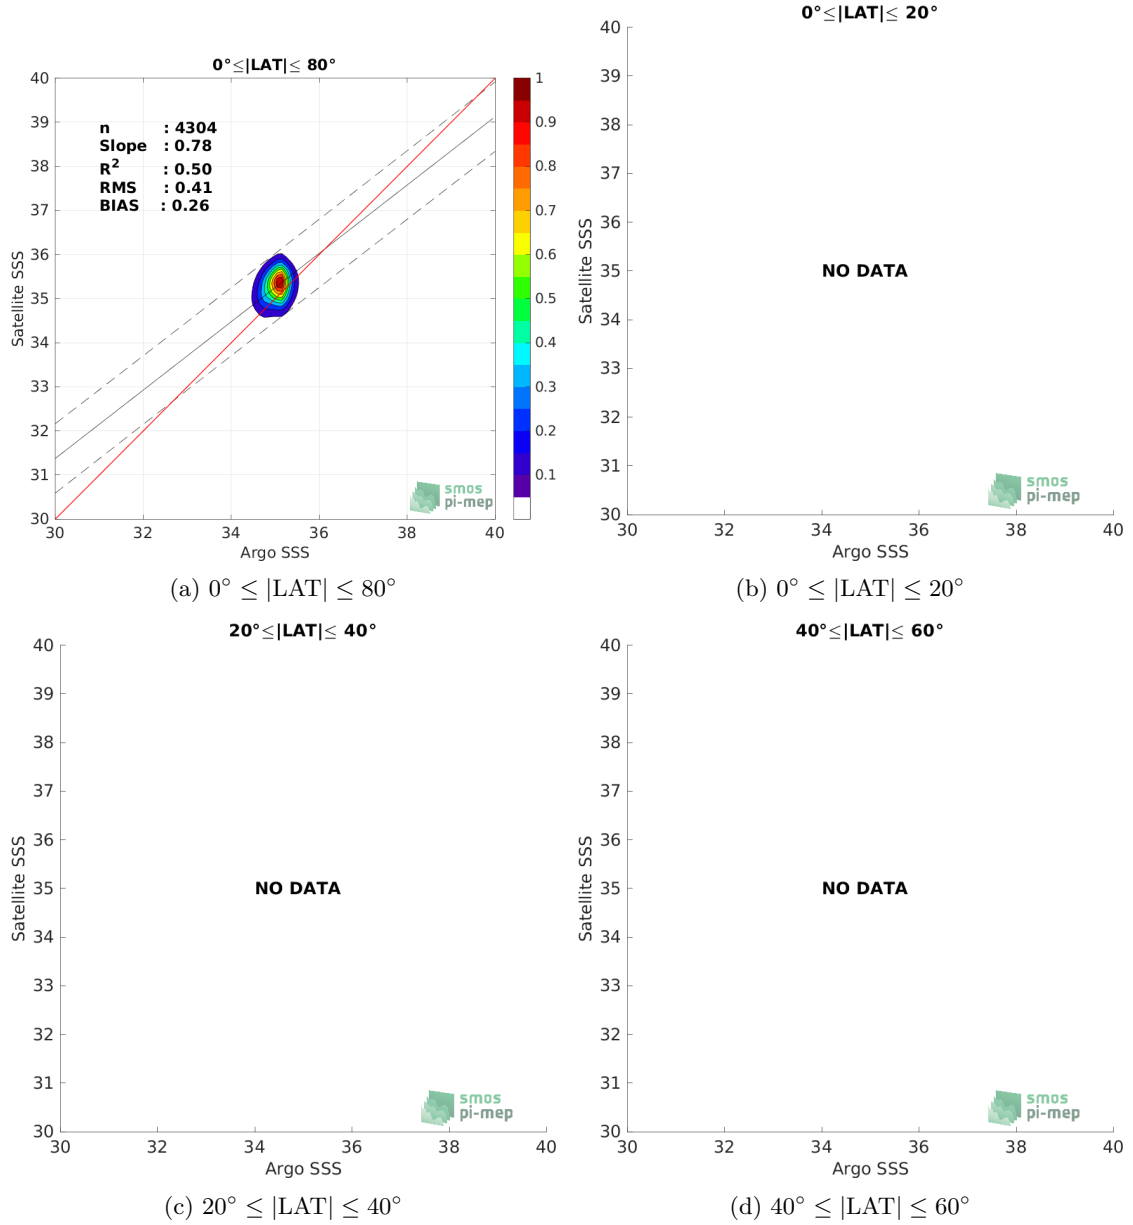 0°≤|LAT|≤ 80°
40
39
38
37
36
35
34
33
32
31
30
Satellite SSS
n : 4304
Slope : 0.78
R² : 0.50
RMS : 0.41
BIAS : 0.26
smos
pi-mep
30 32 34 36 38 40
Argo SSS
1
0.9
0.8
0.7
0.6
0.5
0.4
0.3
0.2
0.1
(a) 0° ≤ |LAT| ≤ 80°
0°≤|LAT|≤ 20°
40
39
38
37
36
35
34
33
32
31
30
Satellite SSS
NO DATA
smos
pi-mep
30 32 34 36 38 40
Argo SSS
(b) 0° ≤ |LAT| ≤ 20°
20°≤|LAT|≤ 40°
40
39
38
37
36
35
34
33
32
31
30
Satellite SSS
NO DATA
smos
pi-mep
30 32 34 36 38 40
Argo SSS
(c) 20° ≤ |LAT| ≤ 40°
40°≤|LAT|≤ 60°
40
39
38
37
36
35
34
33
32
31
30
Satellite SSS
NO DATA
smos
pi-mep
30 32 34 36 38 40
Argo SSS
(d) 40° ≤ |LAT| ≤ 60°